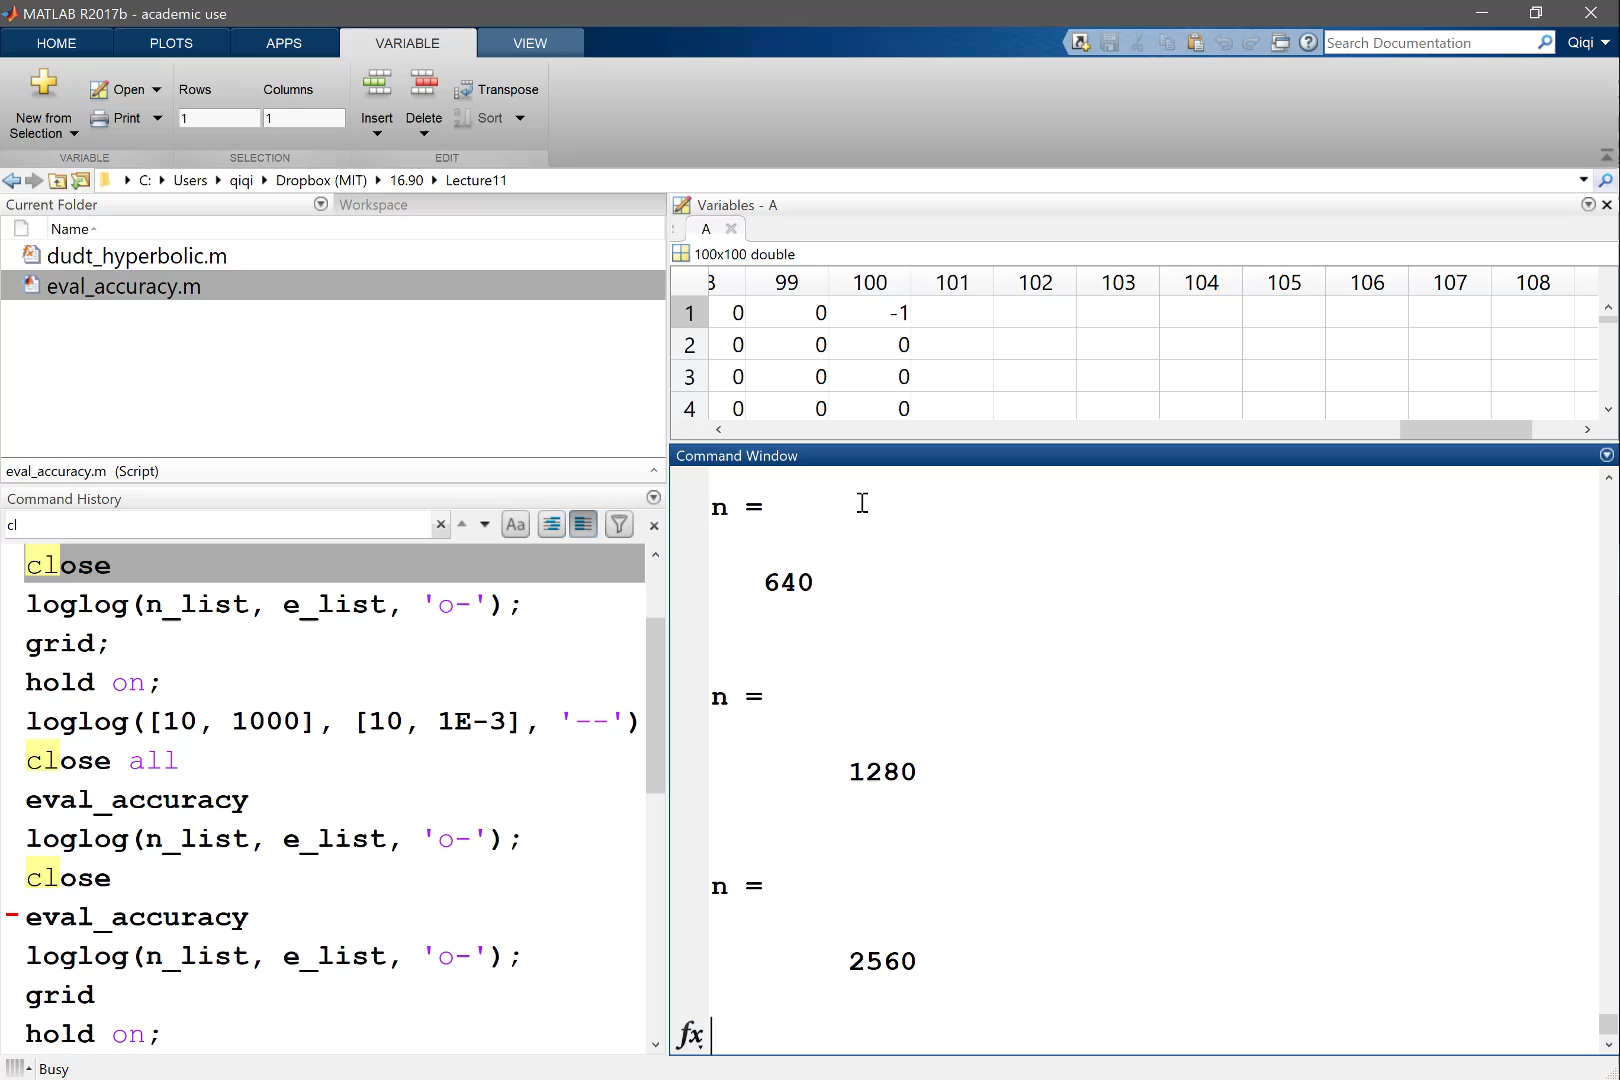 MATLAB R2017b - academic use
HOME PLOTS APPS VARIABLE VIEW
Search Documentation
Qiqi
New from Selection
Open
Print
Rows Columns
1 1
Insert
Delete
Transpose
Sort
VARIABLE SELECTION EDIT
C: Users qiqi Dropbox (MIT) 16.90 Lecture11
Current Folder
Workspace
Name
dudt_hyperbolic.m
eval_accuracy.m
eval_accuracy.m (Script)
Command History
cl
Aa
close
loglog(n_list, e_list, 'o-');
grid;
hold on;
loglog([10, 1000], [10, 1E-3], '--')
close all
eval_accuracy
loglog(n_list, e_list, 'o-');
close
eval_accuracy
loglog(n_list, e_list, 'o-');
grid
hold on;
Busy
Variables - A
A
100x100 double
99 100 101 102 103 104 105 106 107 108
1 0 0 -1
2 0 0 0
3 0 0 0
4 0 0 0
Command Window
n =
640
n =
1280
n =
2560
fx